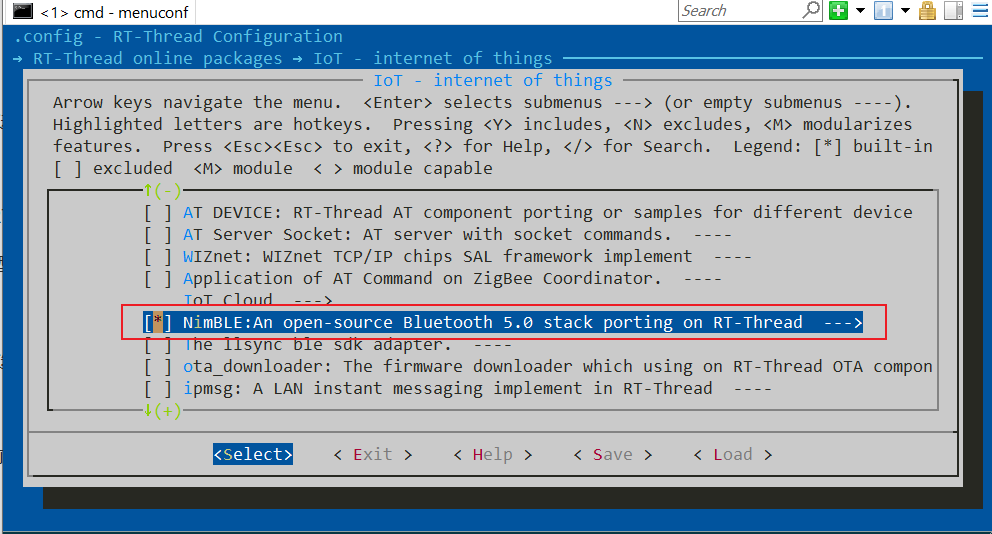 <1> cmd - menuconf
Search
.config - RT-Thread Configuration
→ RT-Thread online packages → IoT - internet of things
IoT - internet of things
Arrow keys navigate the menu.  <Enter> selects submenus ---> (or empty submenus ----).
Highlighted letters are hotkeys.  Pressing <Y> includes, <N> excludes, <M> modularizes
features.  Press <Esc><Esc> to exit, <?> for Help, </> for Search.  Legend: [*] built-in
[ ] excluded  <M> module  < > module capable
↑(-)
[ ] AT DEVICE: RT-Thread AT component porting or samples for different device
[ ] AT Server Socket: AT server with socket commands.  ----
[ ] WIZnet: WIZnet TCP/IP chips SAL framework implement  ----
[ ] Application of AT Command on ZigBee Coordinator.  ----
IoT Cloud  --->
[*] NimBLE:An open-source Bluetooth 5.0 stack porting on RT-Thread  --->
[ ] The llsync ble sdk adapter.  ----
[ ] ota_downloader: The firmware downloader which using on RT-Thread OTA compon
[ ] ipmsg: A LAN instant messaging implement in RT-Thread  ----
↓(+)
<Select>    < Exit >    < Help >    < Save >    < Load >